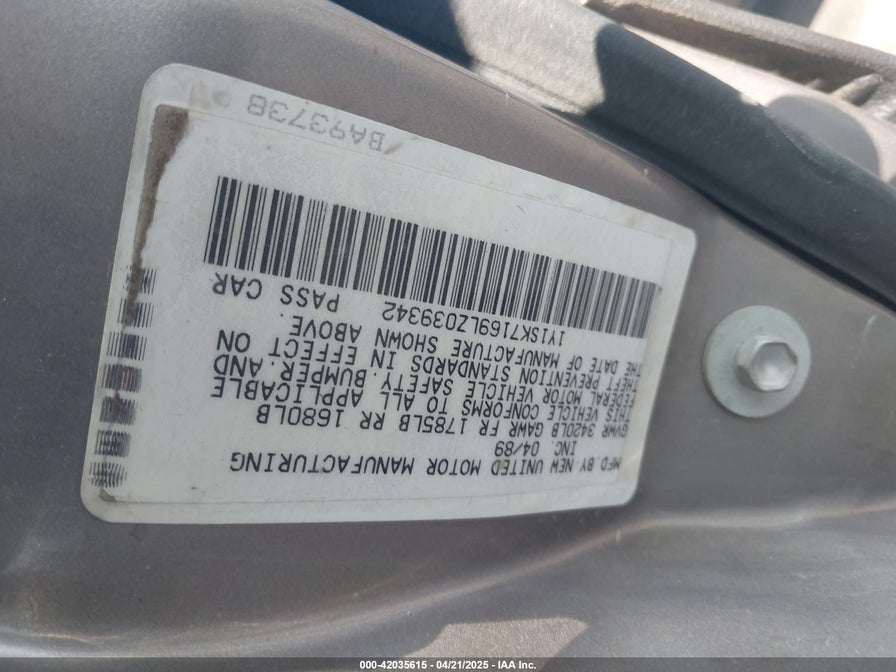 MFD. BY NEW UNITED MOTOR MANUFACTURING
INC. 04/89
GVWR 3420LB GAWR FR 1785LB RR 1680LB
THIS VEHICLE CONFORMS TO ALL APPLICABLE
FEDERAL MOTOR VEHICLE SAFETY, BUMPER AND
THEFT PREVENTION STANDARDS IN EFFECT ON
THE DATE OF MANUFACTURE SHOWN ABOVE.
1Y1SK7169LZ039342 PASS CAR
BA93738
000-42035615 - 04/21/2025 - IAA Inc.